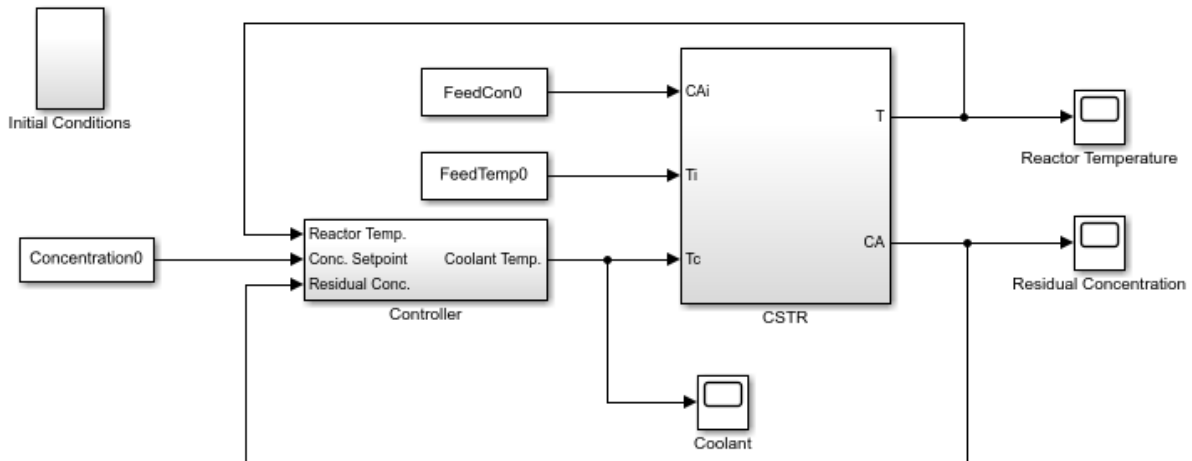 Initial Conditions
FeedCon0
CAi
T
Reactor Temperature
FeedTemp0
Ti
Reactor Temp.
Concentration0
Conc. Setpoint
Coolant Temp.
Residual Conc.
Controller
Tc
CA
CSTR
Residual Concentration
Coolant